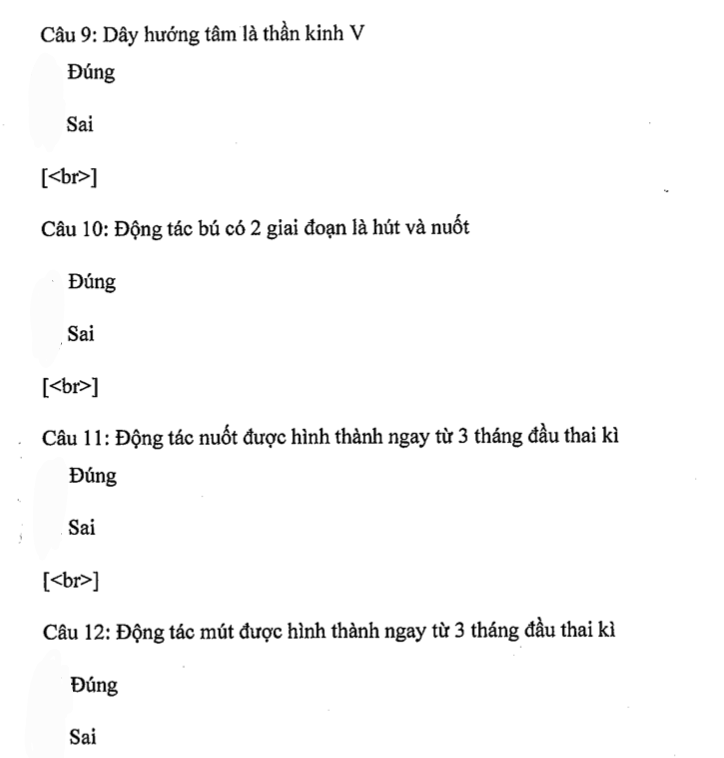 Câu 9: Dây hướng tâm là thần kinh V
Đúng
Sai
[<br>]
Câu 10: Động tác bú có 2 giai đoạn là hút và nuốt
Đúng
Sai
[<br>]
Câu 11: Động tác nuốt được hình thành ngay từ 3 tháng đầu thai kì
Đúng
Sai
[<br>]
Câu 12: Động tác mút được hình thành ngay từ 3 tháng đầu thai kì
Đúng
Sai